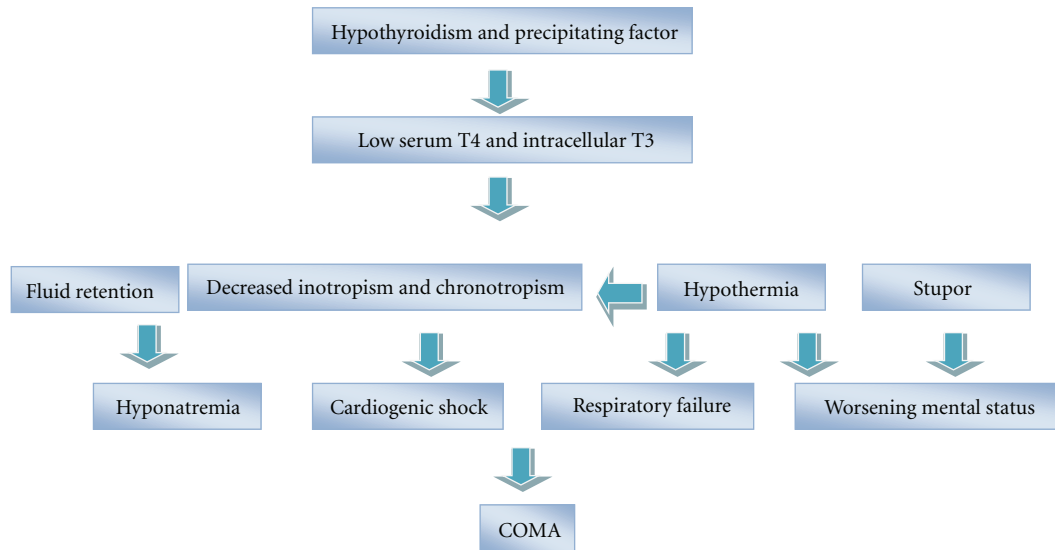 Hypothyroidism and precipitating factor
Low serum T4 and intracellular T3
Fluid retention
Decreased inotropism and chronotropism
Hypothermia
Stupor
Hyponatremia
Cardiogenic shock
Respiratory failure
Worsening mental status
COMA